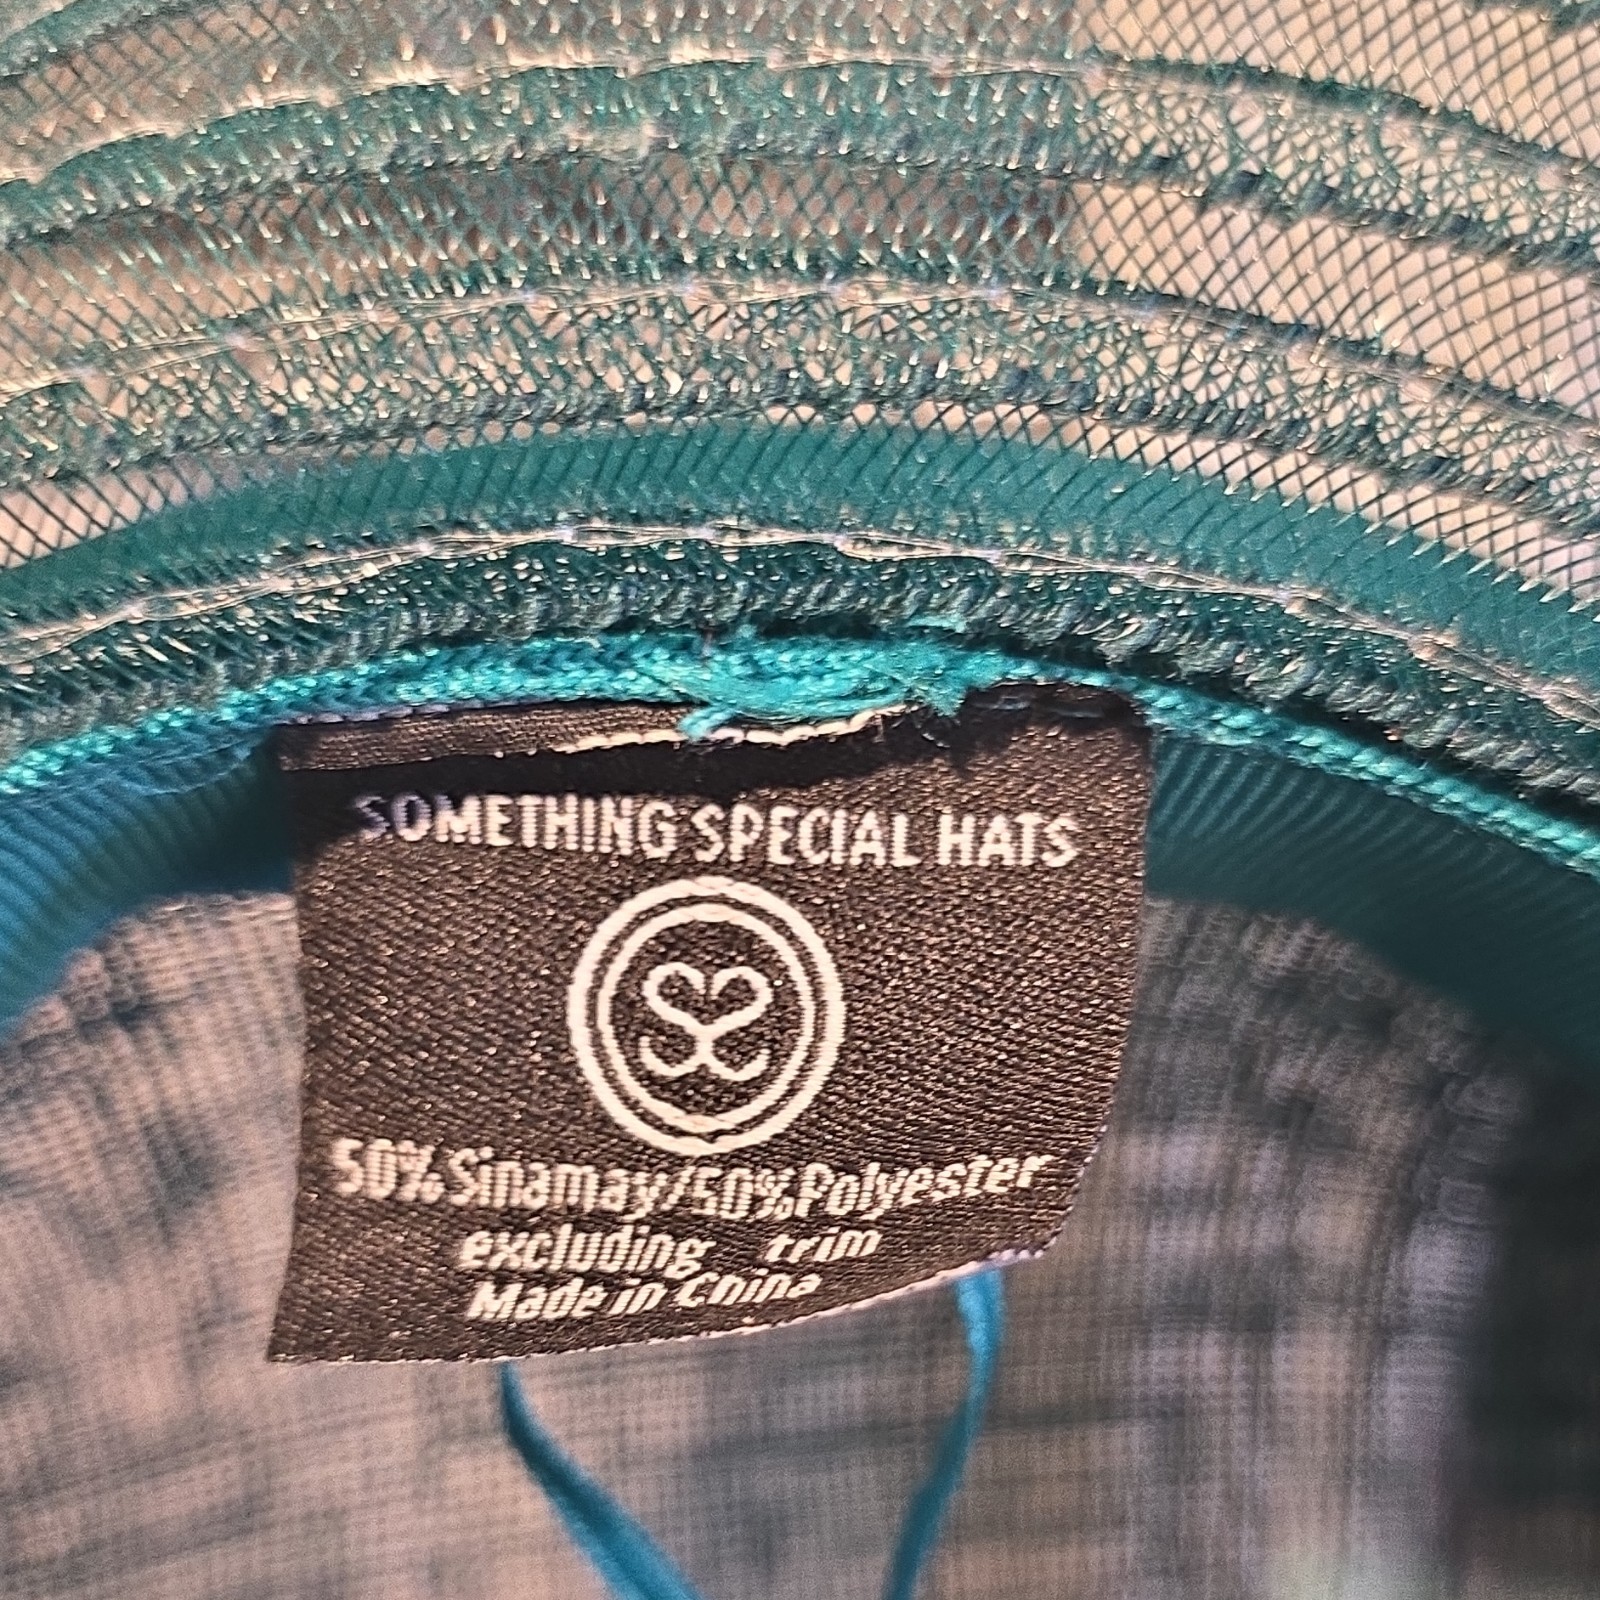 SOMETHING SPECIAL HATS
50% Sinamay/50% Polyester
excluding trim
Made in China